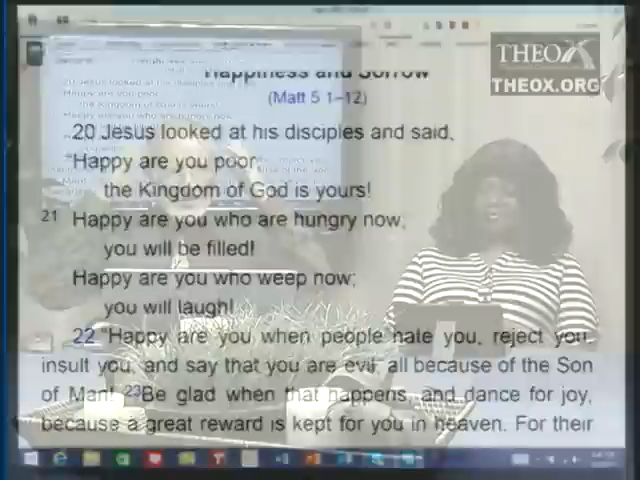 THEOX
THEOX.ORG
Happiness and Sorrow
(Matt 5 1–12)
20 Jesus looked at his disciples and said,
"Happy are you poor
the Kingdom of God is yours!
21 Happy are you who are hungry now;
you will be filled!
Happy are you who weep now;
you will laugh!
22 "Happy are you when people hate you, reject you,
insult you, and say that you are evil, all because of the Son
of Man! 23 Be glad when that happens, and dance for joy,
because a great reward is kept for you in heaven. For their